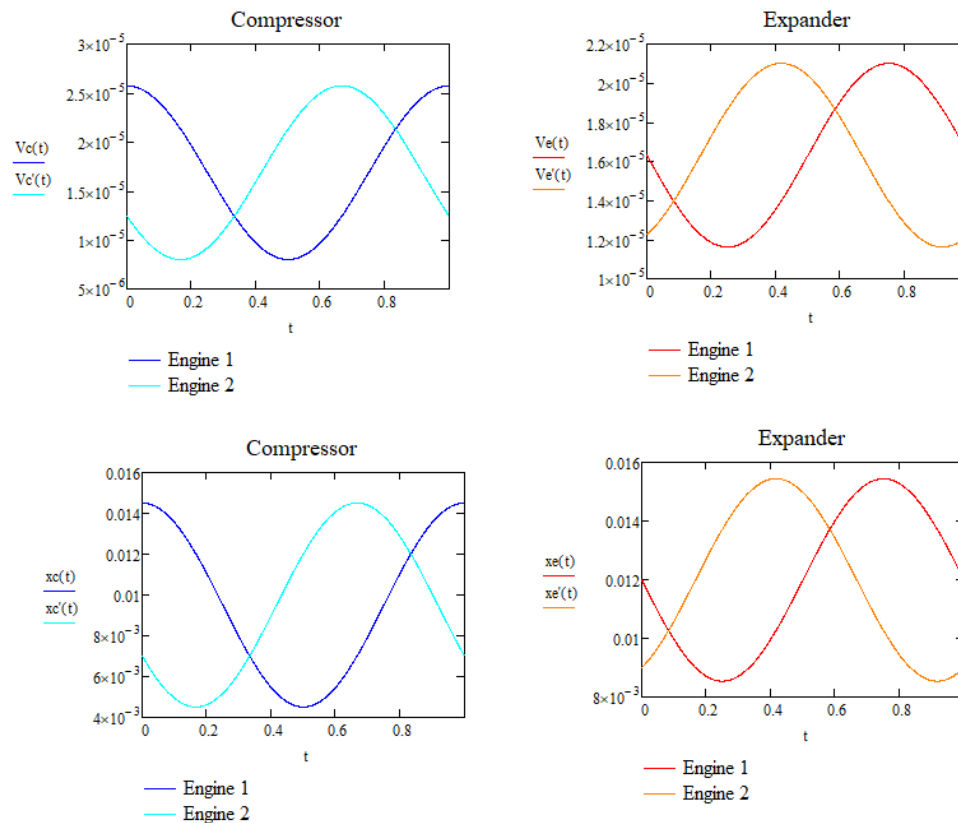 Compressor
3×10⁻⁵
2.5×10⁻⁵
2×10⁻⁵
1.5×10⁻⁵
1×10⁻⁵
5×10⁻⁶
Vc(t)
Vc'(t)
0 0.2 0.4 0.6 0.8
t
Engine 1
Engine 2
Expander
2.2×10⁻⁵
2×10⁻⁵
1.8×10⁻⁵
1.6×10⁻⁵
1.4×10⁻⁵
1.2×10⁻⁵
1×10⁻⁵
Ve(t)
Ve'(t)
0 0.2 0.4 0.6 0.8
t
Engine 1
Engine 2
Compressor
0.016
0.014
0.012
0.01
8×10⁻³
6×10⁻³
4×10⁻³
xc(t)
xc'(t)
0 0.2 0.4 0.6 0.8
t
Engine 1
Engine 2
Expander
0.016
0.014
0.012
0.01
8×10⁻³
xe(t)
xe'(t)
0 0.2 0.4 0.6 0.8
t
Engine 1
Engine 2